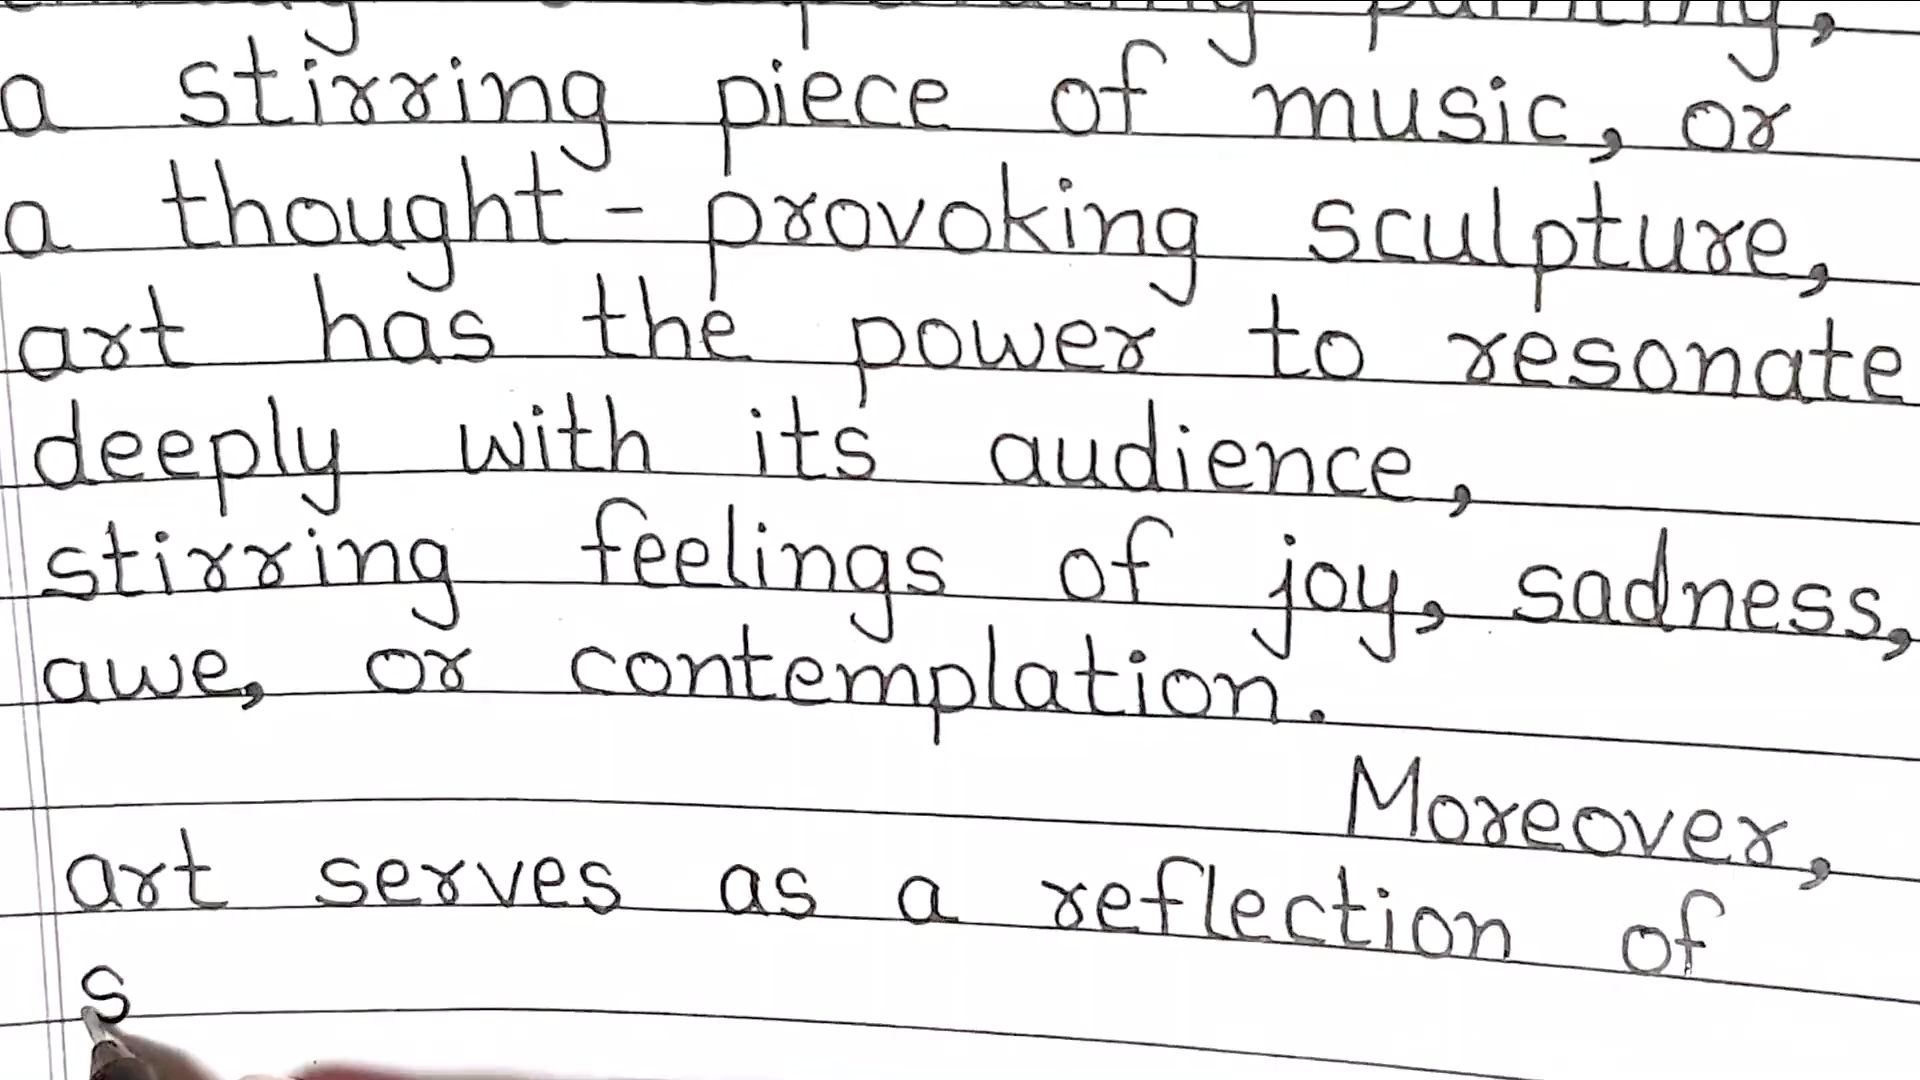 painting,
a stirring piece of music, or
a thought - provoking sculpture,
art has the power to resonate
deeply with its audience,
stirring feelings of joy, sadness,
awe, or contemplation.
Moreover,
art serves as a reflection of
s